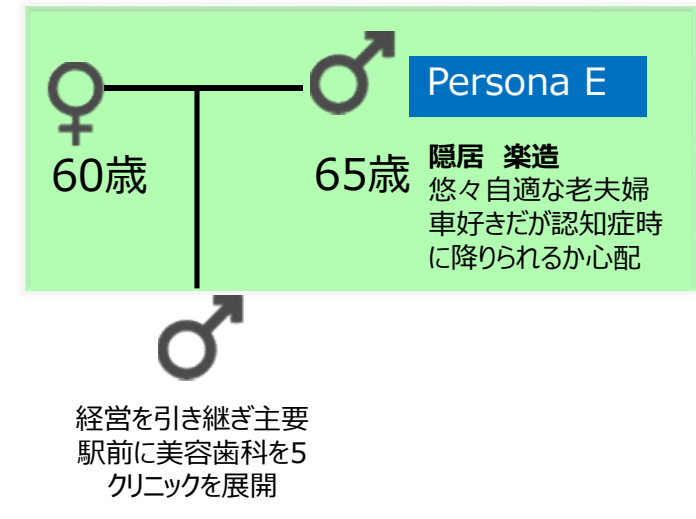 Persona E
60歳
65歳
隠居 楽造
悠々自適な老夫婦
車好きだが認知症時
に降りられるか心配
経営を引き継ぎ主要
駅前に美容歯科を5
クリニックを展開